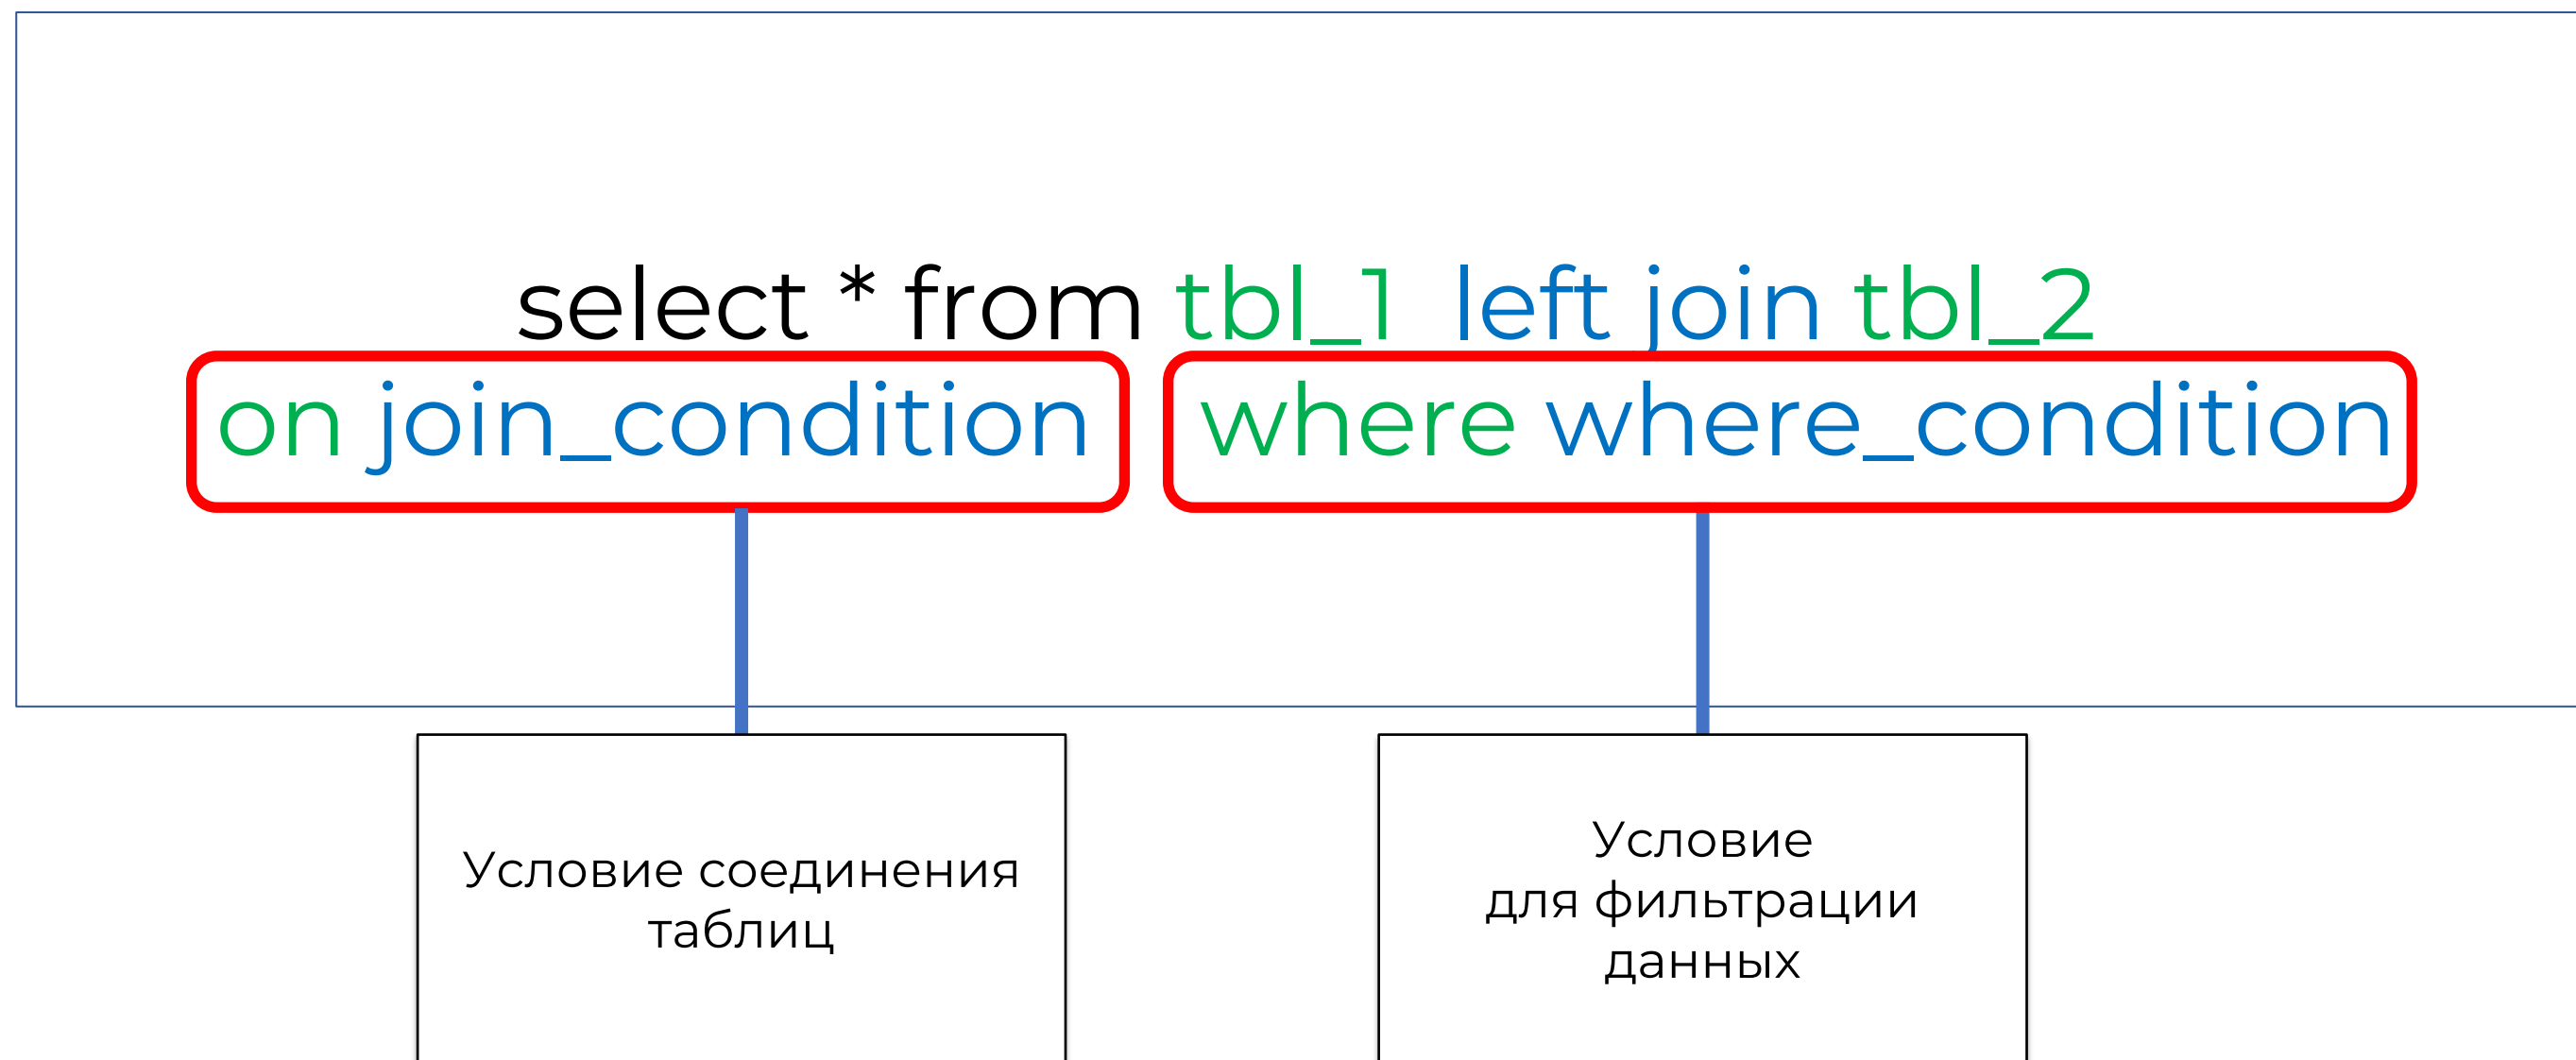 select * from tbl_1 left join tbl_2
on join_condition where where_condition
Условие соединения
таблиц
Условие
для фильтрации
данных